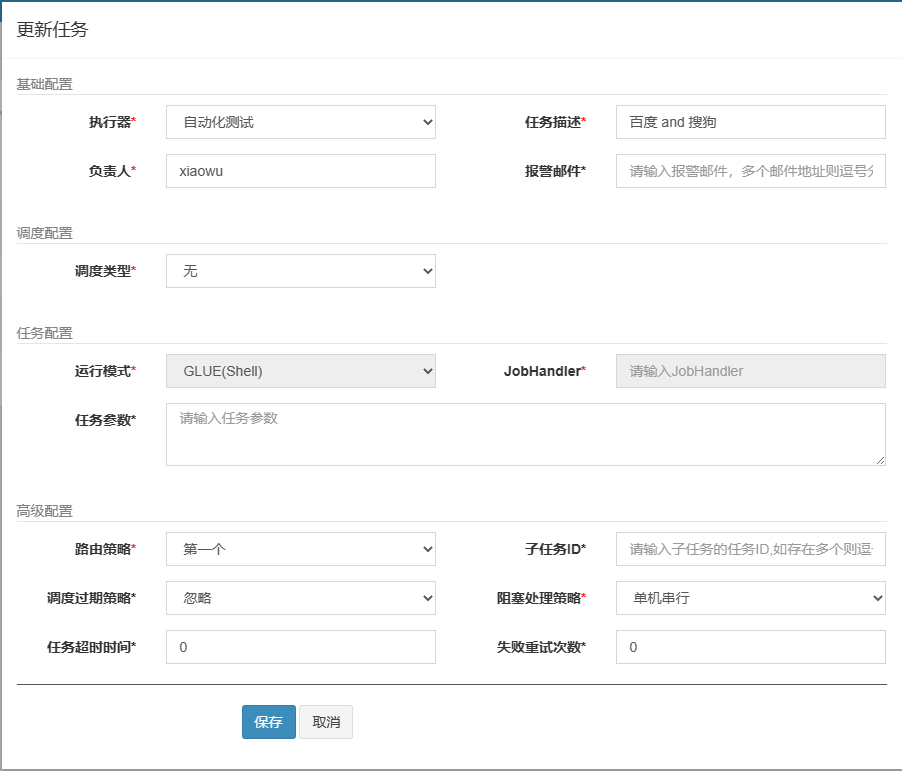 更新任务
基础配置
执行器* 自动化测试 任务描述* 百度 and 搜狗
负责人* xiaowu 报警邮件* 请输入报警邮件，多个邮件地址则逗号分
调度配置
调度类型* 无
任务配置
运行模式* GLUE(Shell) JobHandler* 请输入JobHandler
任务参数* 请输入任务参数
高级配置
路由策略* 第一个 子任务ID* 请输入子任务的任务ID,如存在多个则逗
调度过期策略* 忽略 阻塞处理策略* 单机串行
任务超时时间* 0 失败重试次数* 0
保存 取消